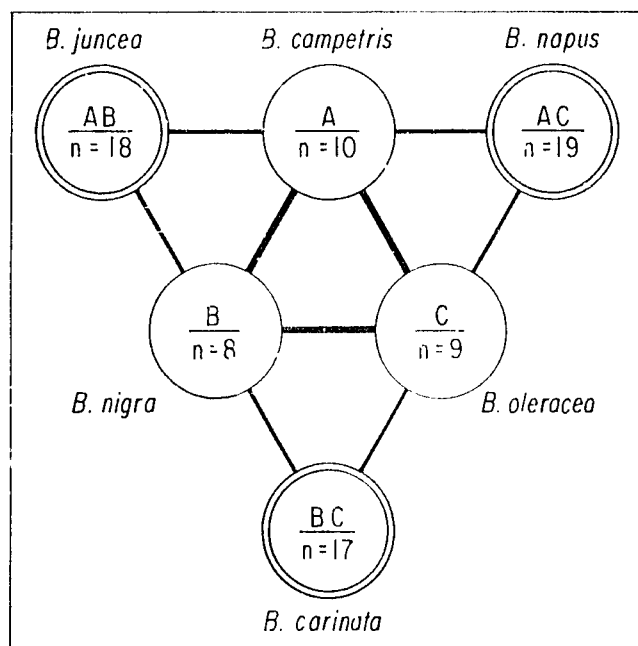 B. juncea
B. campetris
B. napus
AB
n = 18
A
n = 10
AC
n = 19
B
n = 8
C
n = 9
B. nigra
B. oleracea
BC
n = 17
B. carinata